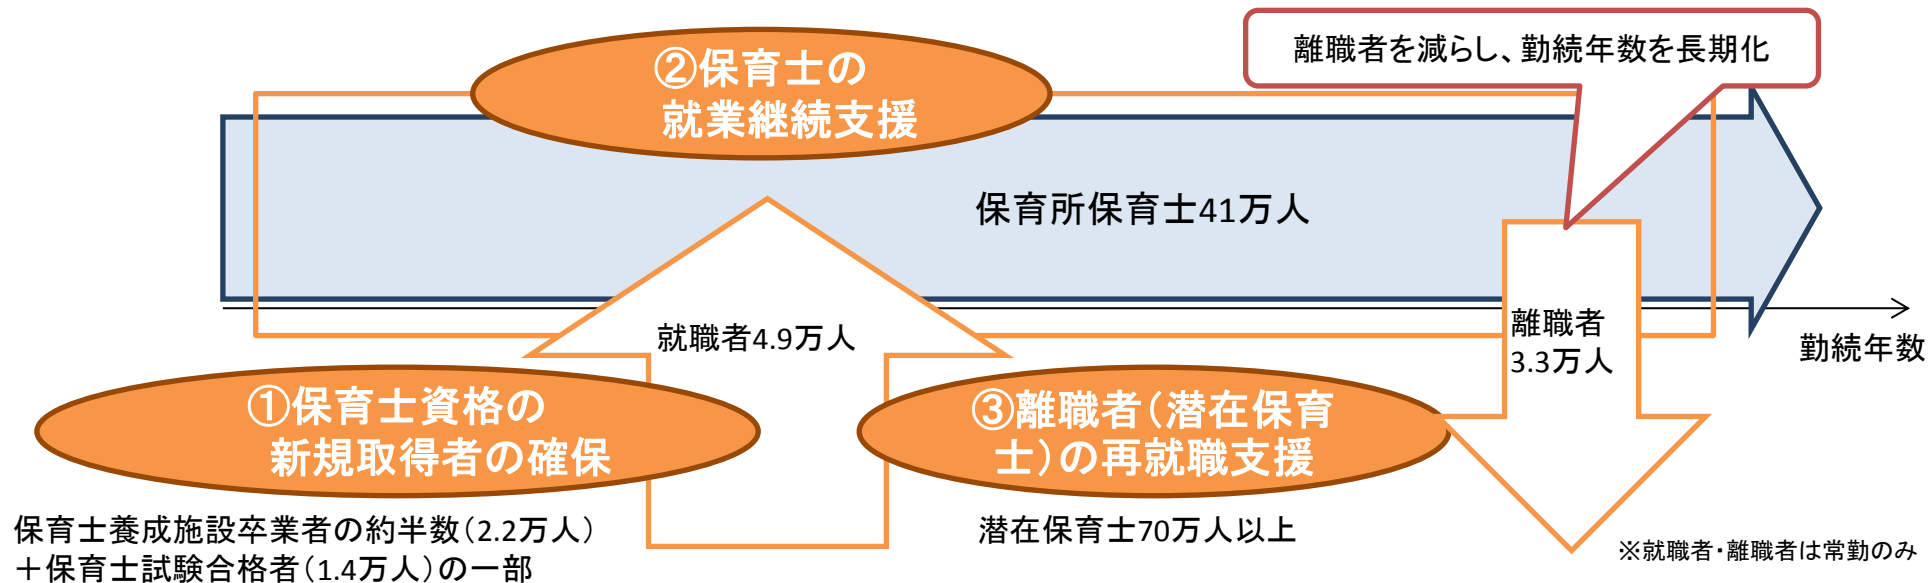 離職者を減らし、勤続年数を長期化
②保育士の
就業継続支援
保育所保育士41万人
就職者4.9万人
離職者
3.3万人
勤続年数
①保育士資格の
新規取得者の確保
③離職者（潜在保育
士）の再就職支援
保育士養成施設卒業者の約半数（2.2万人）
＋保育士試験合格者（1.4万人）の一部
潜在保育士70万人以上
※就職者・離職者は常勤のみ